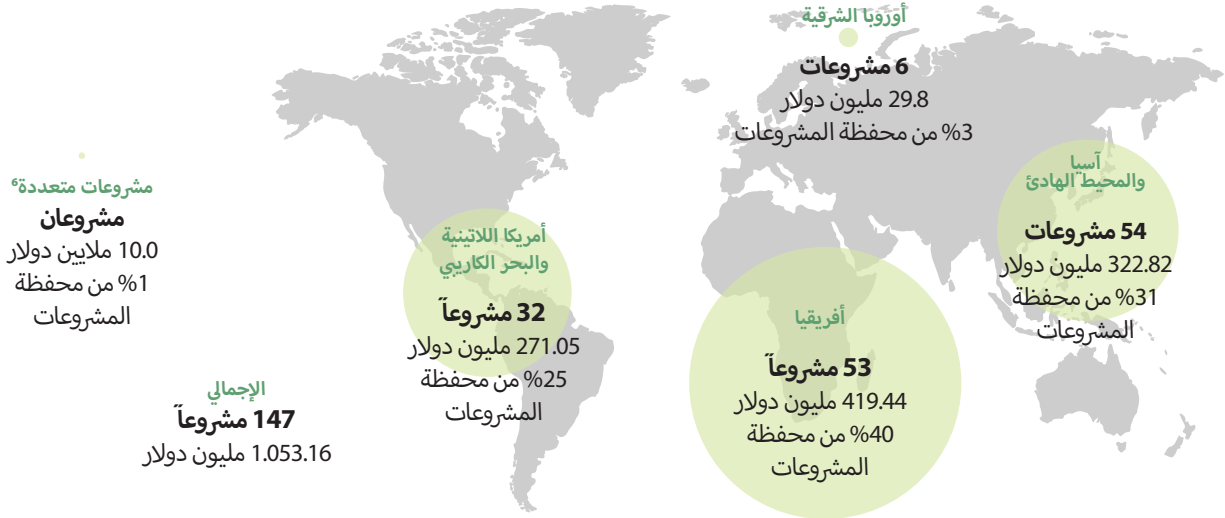 أوروبا الشرقية
6 مشروعات
29.8 مليون دولار
3% من محفظة المشروعات
آسيا
والمحيط الهادئ
54 مشروعات
322.82 مليون دولار
31% من محفظة
المشروعات
أفريقيا
53 مشروعاً
419.44 مليون دولار
40% من محفظة
المشروعات
أمريكا اللاتينية
والبحر الكاريبي
32 مشروعاً
271.05 مليون دولار
25% من محفظة
المشروعات
مشروعات متعددة⁶
مشروعان
10.0 ملايين دولار
1% من محفظة
المشروعات
الإجمالي
147 مشروعاً
1.053.16 مليون دولار